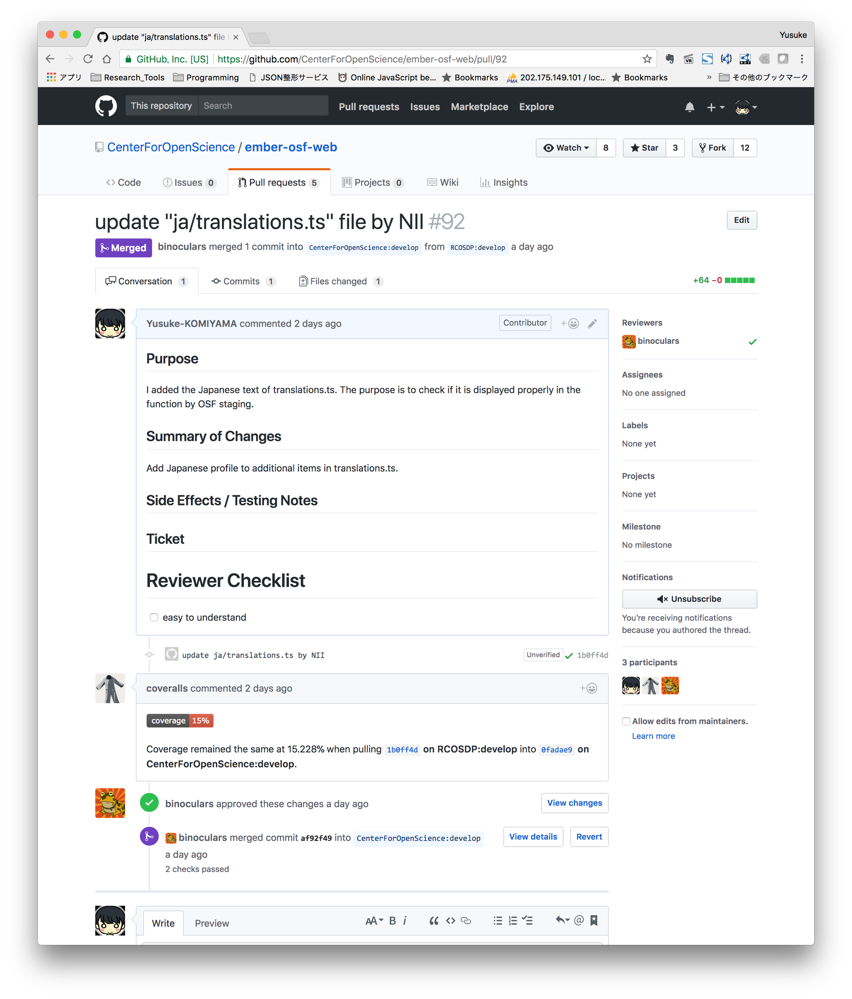 update "ja/translations.ts" file
Yusuke
GitHub, Inc. [US] https://github.com/CenterForOpenScience/ember-osf-web/pull/92
アプリ Research_Tools Programming JSON整形サービス Online JavaScript be... Bookmarks 202.175.149.101 / loc... Bookmarks » その他のブックマーク
This repository Search Pull requests Issues Marketplace Explore
CenterForOpenScience / ember-osf-web Watch 8 Star 3 Fork 12
Code Issues 0 Pull requests 5 Projects 0 Wiki Insights
update "ja/translations.ts" file by NII #92 Edit
Merged binoculars merged 1 commit into CenterForOpenScience:develop from RCOSDP:develop a day ago
Conversation 1 Commits 1 Files changed 1 +64 −0
Yusuke-KOMIYAMA commented 2 days ago Contributor
Purpose
I added the Japanese text of translations.ts. The purpose is to check if it is displayed properly in the
function by OSF staging.
Summary of Changes
Add Japanese profile to additional items in translations.ts.
Side Effects / Testing Notes
Ticket
Reviewer Checklist
easy to understand
update ja/translations.ts by NII Unverified 1b0ff4d
coveralls commented 2 days ago
coverage 15%
Coverage remained the same at 15.228% when pulling 1b0ff4d on RCOSDP:develop into 0fadae9 on
CenterForOpenScience:develop.
binoculars approved these changes a day ago View changes
binoculars merged commit af92f49 into CenterForOpenScience:develop View details Revert
a day ago
2 checks passed
Write Preview AA B i
Reviewers
binoculars
Assignees
No one assigned
Labels
None yet
Projects
None yet
Milestone
No milestone
Notifications
Unsubscribe
You’re receiving notifications
because you authored the thread.
3 participants
Allow edits from maintainers.
Learn more